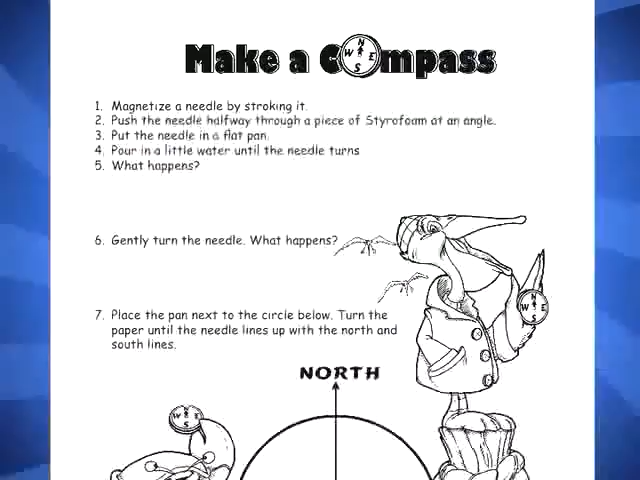 Make a Compass
1. Magnetize a needle by stroking it.
2. Push the needle halfway through a piece of Styrofoam at an angle.
3. Put the needle in a flat pan.
4. Pour in a little water until the needle turns
5. What happens?
6. Gently turn the needle. What happens?
7. Place the pan next to the circle below. Turn the
paper until the needle lines up with the north and
south lines.
N
W E
S
NORTH
W E
S